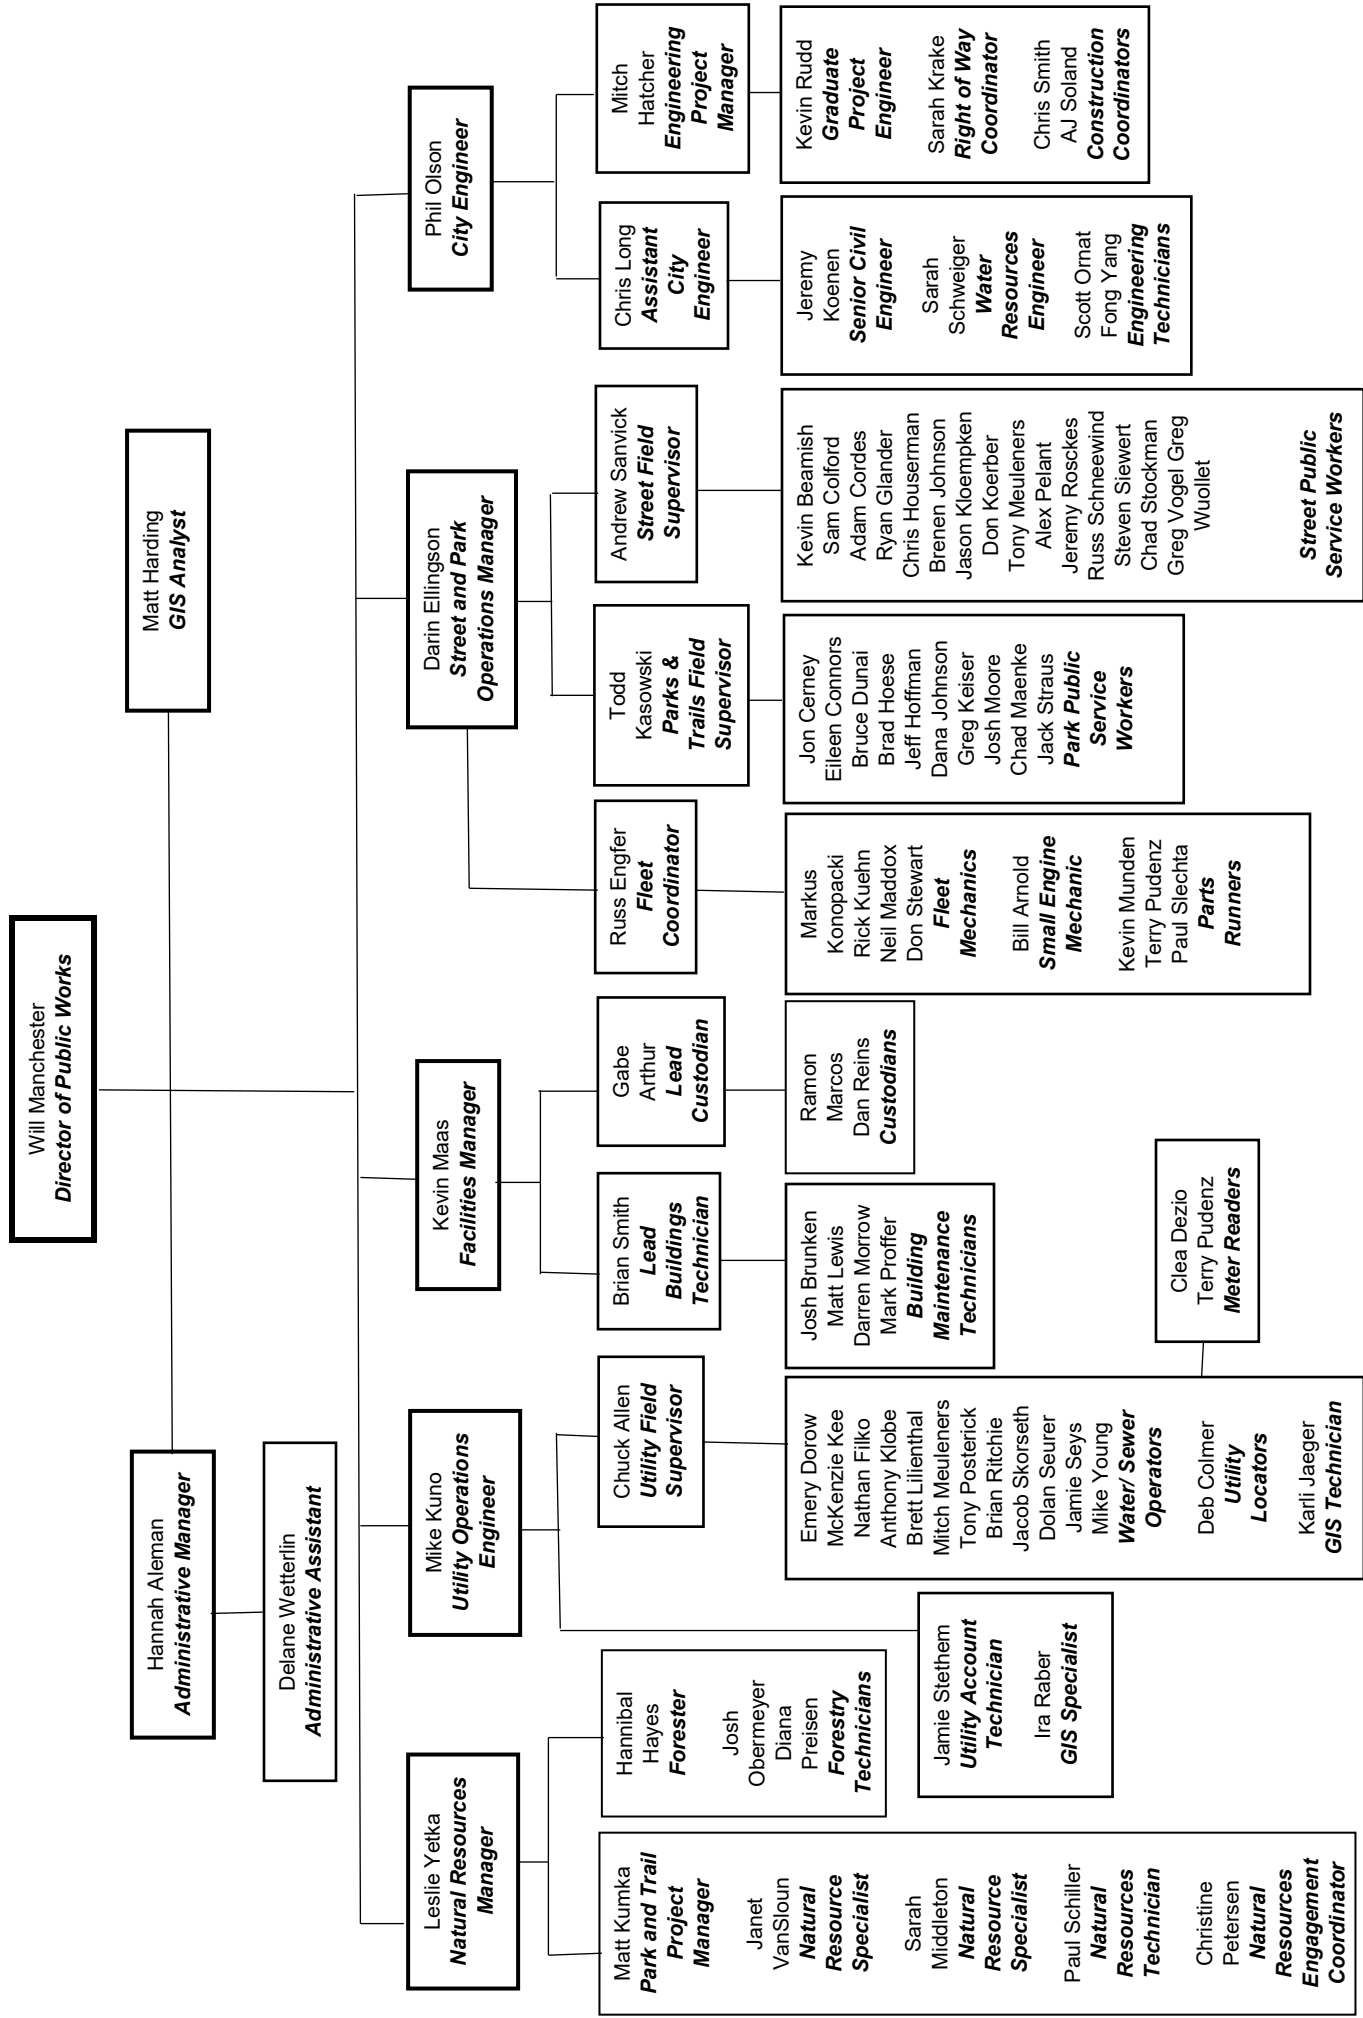 Will Manchester
Director of Public Works
Hannah Aleman
Administrative Manager
Matt Harding
GIS Analyst
Delane Wetterlin
Administrative Assistant
Leslie Yetka
Natural Resources
Manager
Matt Kumka
Park and Trail
Project
Manager
Janet
VanSloun
Natural
Resource
Specialist
Sarah
Middleton
Natural
Resource
Specialist
Paul Schiller
Natural
Resources
Technician
Christine
Petersen
Natural
Resources
Engagement
Coordinator
Hannibal
Hayes
Forester
Josh
Obermeyer
Diana
Preisen
Forestry
Technicians
Mike Kuno
Utility Operations
Engineer
Jamie Stethem
Utility Account
Technician
Ira Raber
GIS Specialist
Chuck Allen
Utility Field
Supervisor
Emery Dorow
McKenzie Kee
Nathan Filko
Anthony Klobe
Brett Lilienthal
Mitch Meuleners
Tony Posterick
Brian Ritchie
Jacob Skorseth
Dolan Seurer
Jamie Seys
Mike Young
Water/ Sewer
Operators
Deb Colmer
Utility
Locators
Karli Jaeger
GIS Technician
Clea Dezio
Terry Pudenz
Meter Readers
Kevin Maas
Facilities Manager
Brian Smith
Lead
Buildings
Technician
Josh Brunken
Matt Lewis
Darren Morrow
Mark Proffer
Building
Maintenance
Technicians
Gabe
Arthur
Lead
Custodian
Ramon
Marcos
Dan Reins
Custodians
Darin Ellingson
Street and Park
Operations Manager
Russ Engfer
Fleet
Coordinator
Markus
Konopacki
Rick Kuehn
Neil Maddox
Don Stewart
Fleet
Mechanics
Bill Arnold
Small Engine
Mechanic
Kevin Munden
Terry Pudenz
Paul Slechta
Parts
Runners
Todd
Kasowski
Parks &
Trails Field
Supervisor
Jon Cerney
Eileen Connors
Bruce Dunai
Brad Hoese
Jeff Hoffman
Dana Johnson
Greg Keiser
Josh Moore
Chad Maenke
Jack Straus
Park Public
Service
Workers
Andrew Sanvick
Street Field
Supervisor
Kevin Beamish
Sam Colford
Adam Cordes
Ryan Glander
Chris Houserman
Brenen Johnson
Jason Kloempken
Don Koerber
Tony Meuleners
Alex Pelant
Jeremy Rosckes
Russ Schneewind
Steven Siewert
Chad Stockman
Greg Vogel Greg
Wuollet
Street Public
Service Workers
Phil Olson
City Engineer
Chris Long
Assistant
City
Engineer
Jeremy
Koenen
Senior Civil
Engineer
Sarah
Schweiger
Water
Resources
Engineer
Scott Ornat
Fong Yang
Engineering
Technicians
Mitch
Hatcher
Engineering
Project
Manager
Kevin Rudd
Graduate
Project
Engineer
Sarah Krake
Right of Way
Coordinator
Chris Smith
AJ Soland
Construction
Coordinators